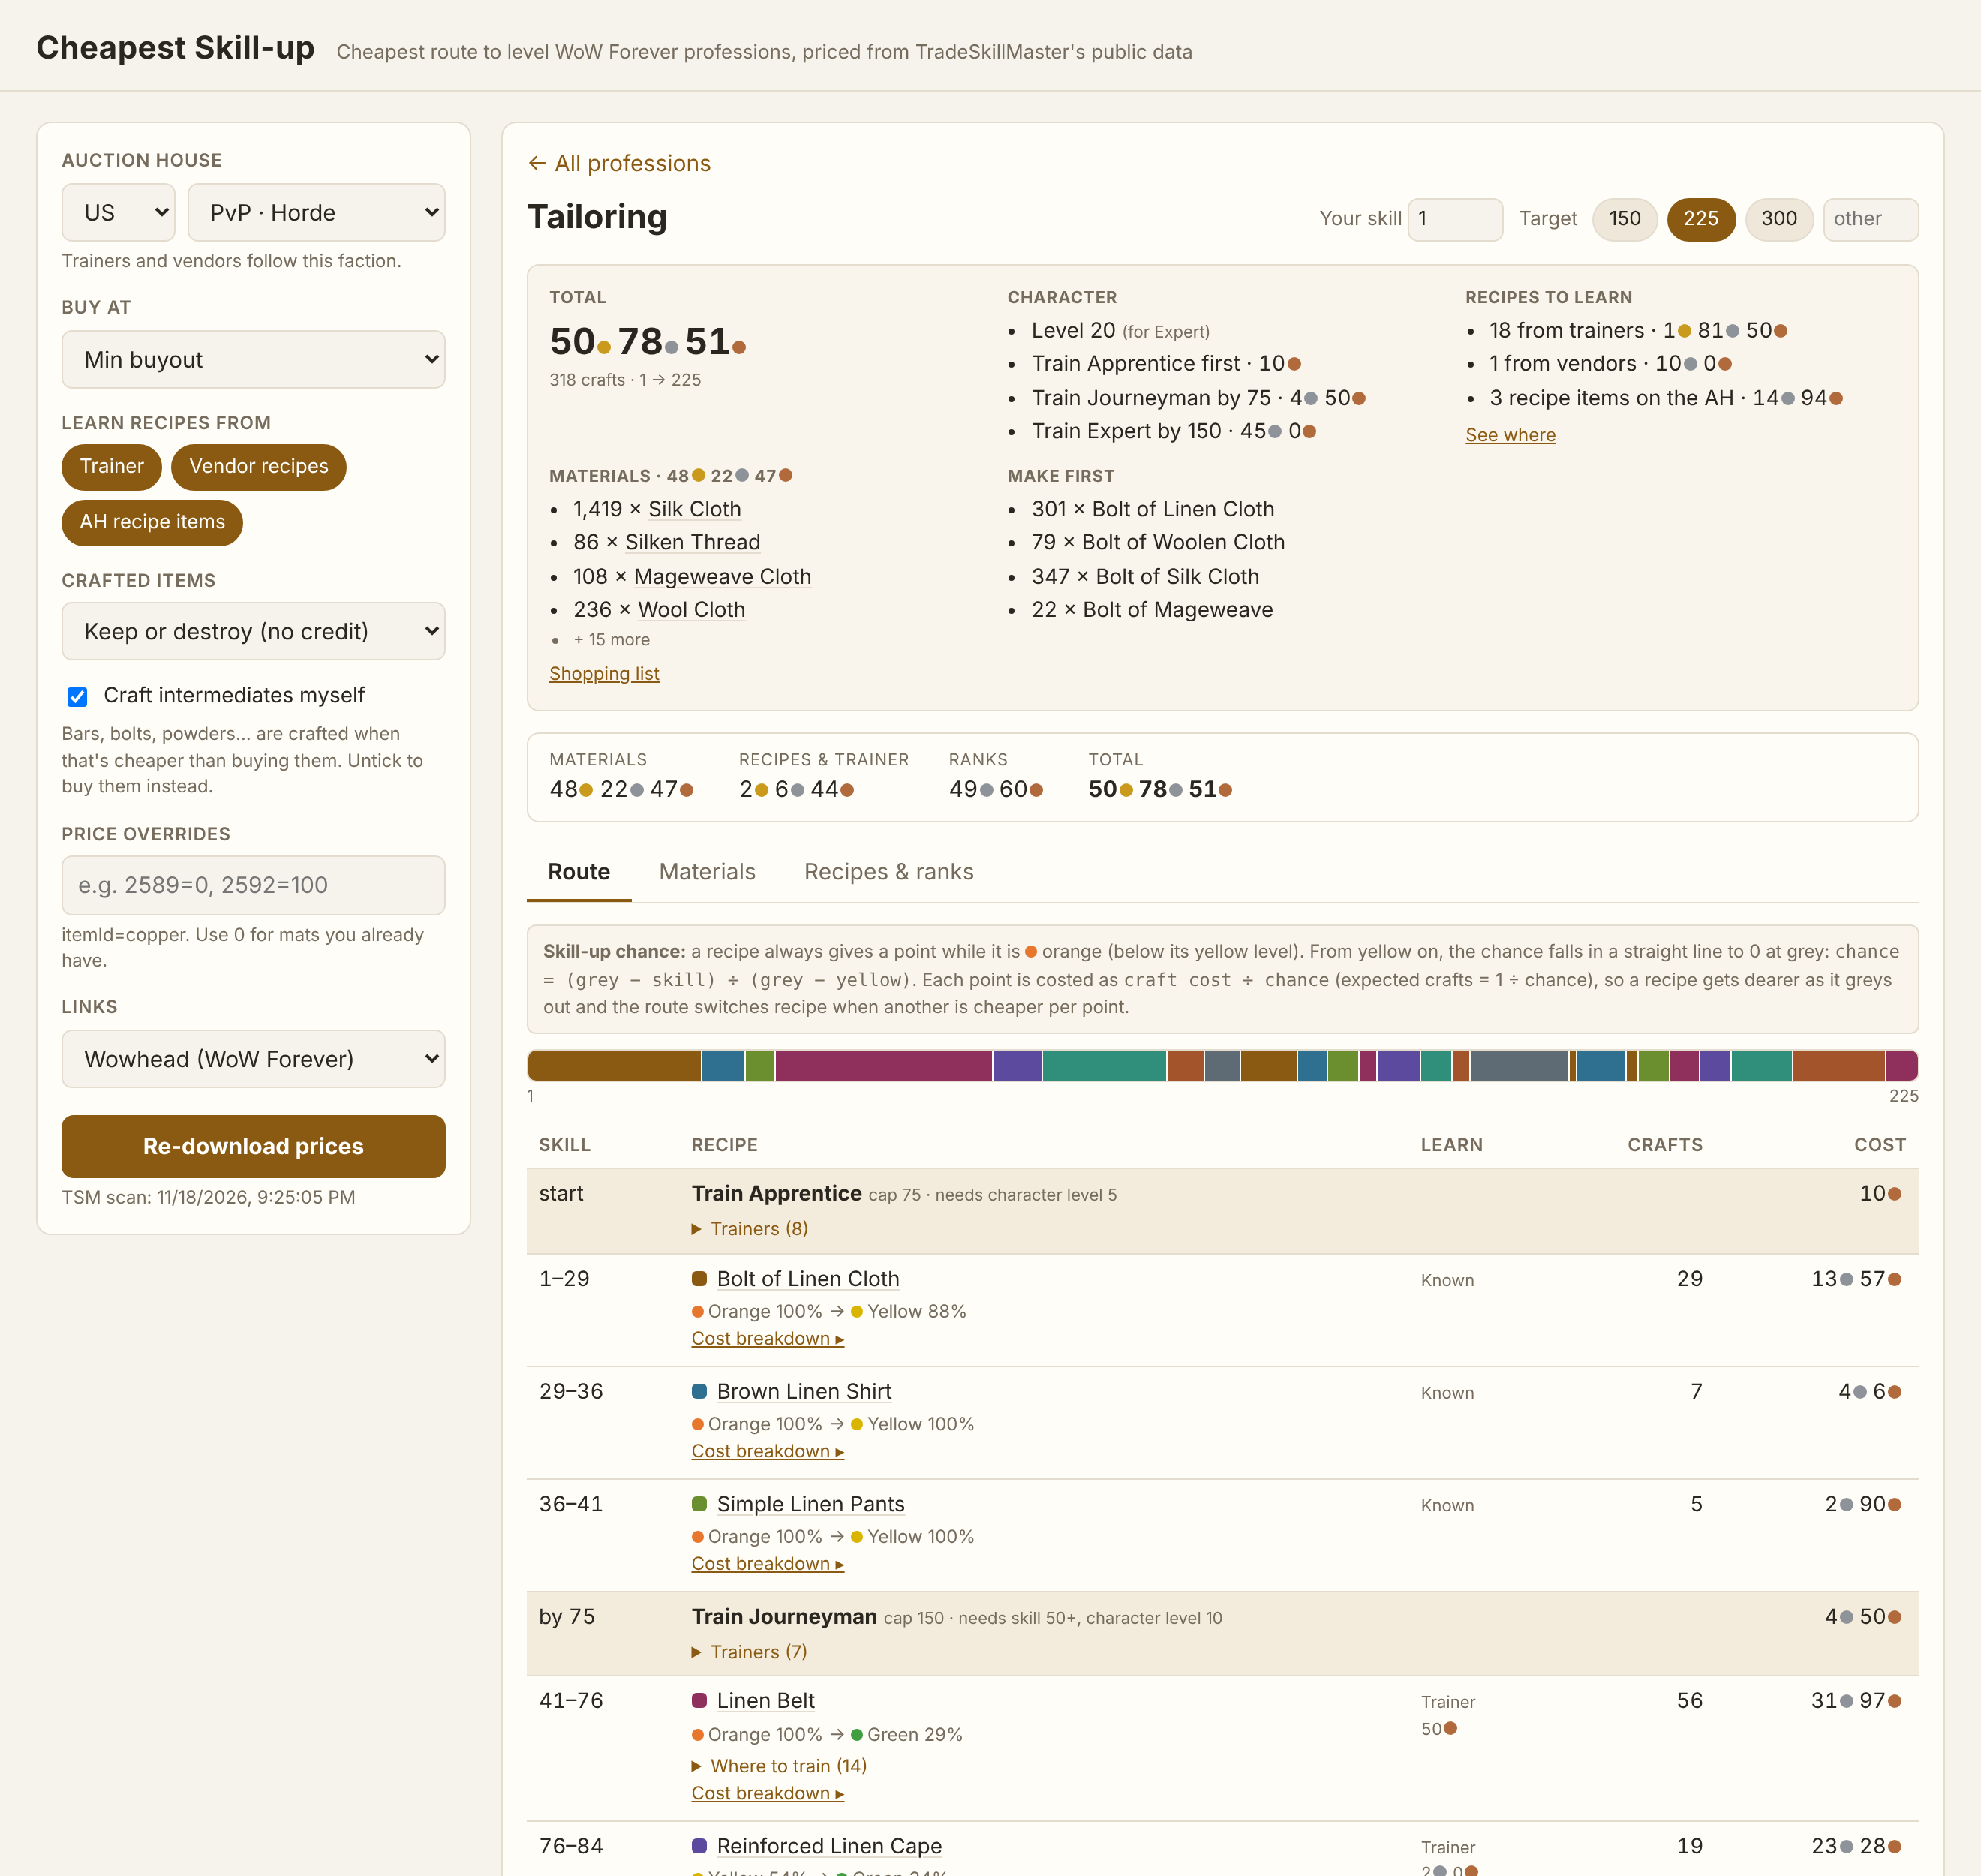 Cheapest Skill-up
Cheapest route to level WoW Forever professions, priced from TradeSkillMaster's public data
AUCTION HOUSE
US
PvP · Horde
Trainers and vendors follow this faction.
BUY AT
Min buyout
LEARN RECIPES FROM
Trainer
Vendor recipes
AH recipe items
CRAFTED ITEMS
Keep or destroy (no credit)
Craft intermediates myself
Bars, bolts, powders... are crafted when
that's cheaper than buying them. Untick to
buy them instead.
PRICE OVERRIDES
e.g. 2589=0, 2592=100
itemId=copper. Use 0 for mats you already
have.
LINKS
Wowhead (WoW Forever)
Re-download prices
TSM scan: 11/18/2026, 9:25:05 PM
← All professions
Tailoring
Your skill 1 Target 150 225 300 other
TOTAL
50 78 51
318 crafts · 1 → 225
CHARACTER
• Level 20 (for Expert)
• Train Apprentice first · 10
• Train Journeyman by 75 · 4 50
• Train Expert by 150 · 45 0
RECIPES TO LEARN
• 18 from trainers · 1 81 50
• 1 from vendors · 10 0
• 3 recipe items on the AH · 14 94
See where
MATERIALS · 48 22 47
• 1,419 × Silk Cloth
• 86 × Silken Thread
• 108 × Mageweave Cloth
• 236 × Wool Cloth
• + 15 more
Shopping list
MAKE FIRST
• 301 × Bolt of Linen Cloth
• 79 × Bolt of Woolen Cloth
• 347 × Bolt of Silk Cloth
• 22 × Bolt of Mageweave
MATERIALS RECIPES & TRAINER RANKS TOTAL
48 22 47 2 6 44 49 60 50 78 51
Route Materials Recipes & ranks
Skill-up chance: a recipe always gives a point while it is orange (below its yellow level). From yellow on, the chance falls in a straight line to 0 at grey: chance
= (grey − skill) ÷ (grey − yellow). Each point is costed as craft cost ÷ chance (expected crafts = 1 ÷ chance), so a recipe gets dearer as it greys
out and the route switches recipe when another is cheaper per point.
1 225
SKILL RECIPE LEARN CRAFTS COST
start Train Apprentice cap 75 · needs character level 5 10
▶ Trainers (8)
1–29 Bolt of Linen Cloth Known 29 13 57
Orange 100% → Yellow 88%
Cost breakdown ▸
29–36 Brown Linen Shirt Known 7 4 6
Orange 100% → Yellow 100%
Cost breakdown ▸
36–41 Simple Linen Pants Known 5 2 90
Orange 100% → Yellow 100%
Cost breakdown ▸
by 75 Train Journeyman cap 150 · needs skill 50+, character level 10 4 50
▶ Trainers (7)
41–76 Linen Belt Trainer 56 31 97
50
Orange 100% → Green 29%
▶ Where to train (14)
Cost breakdown ▸
76–84 Reinforced Linen Cape Trainer 19 23 28
2 0
Yellow 54% → Green 34%